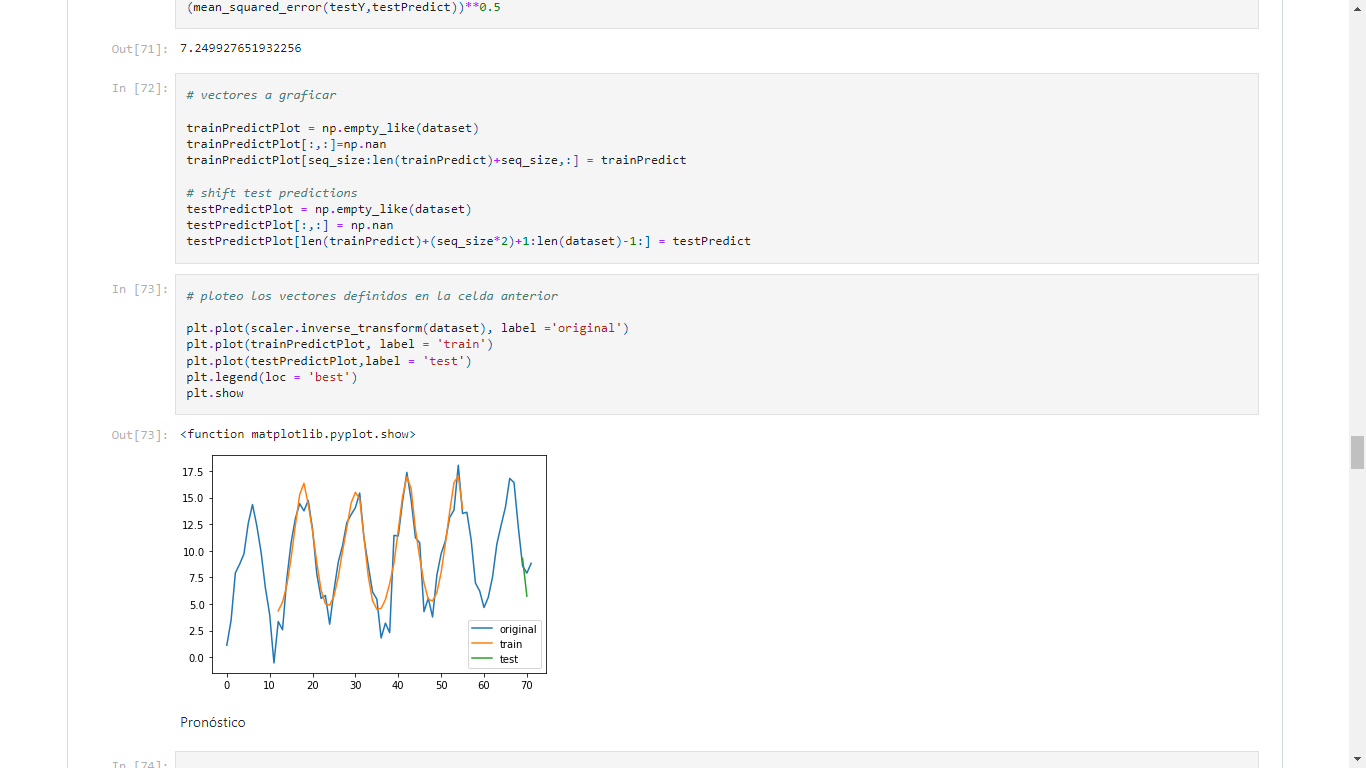 (mean_squared_error(testY,testPredict))**0.5
Out[71]: 7.249927651932256
In [72]:
# vectores a graficar
trainPredictPlot = np.empty_like(dataset)
trainPredictPlot[:,:]=np.nan
trainPredictPlot[seq_size:len(trainPredict)+seq_size,:] = trainPredict
# shift test predictions
testPredictPlot = np.empty_like(dataset)
testPredictPlot[:,:] = np.nan
testPredictPlot[len(trainPredict)+(seq_size*2)+1:len(dataset)-1:] = testPredict
In [73]:
# ploteo los vectores definidos en la celda anterior
plt.plot(scaler.inverse_transform(dataset), label ='original')
plt.plot(trainPredictPlot, label = 'train')
plt.plot(testPredictPlot,label = 'test')
plt.legend(loc = 'best')
plt.show
Out[73]: <function matplotlib.pyplot.show>
17.5
15.0
12.5
10.0
7.5
5.0
2.5
0.0
original
train
test
0 10 20 30 40 50 60 70
Pronóstico
In [74]: